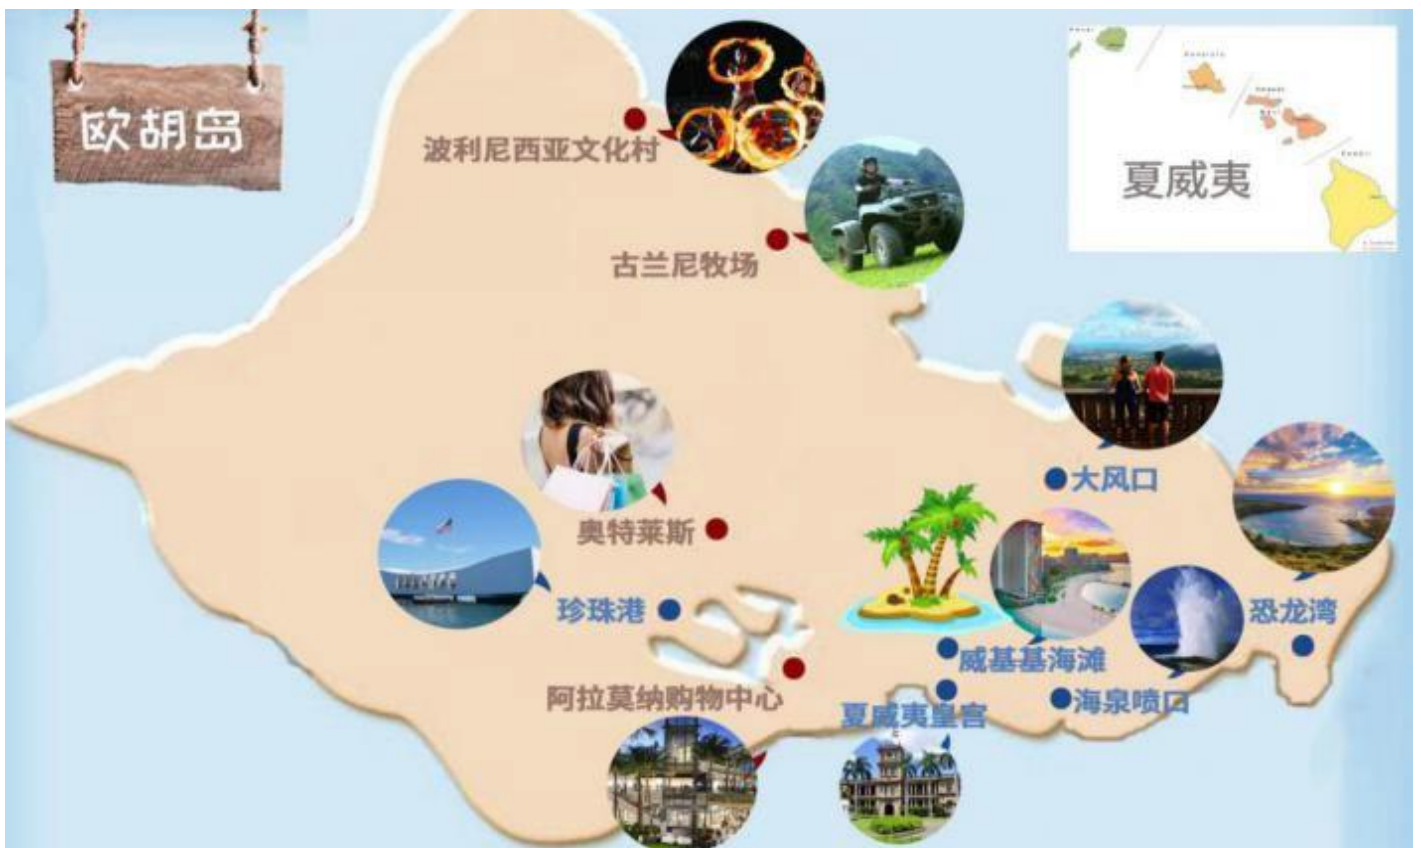 欧胡岛
波利尼西亚文化村
夏威夷
古兰尼牧场
大风口
奥特莱斯
珍珠港
恐龙湾
威基基海滩
阿拉莫纳购物中心
夏威夷皇宫
海泉喷口